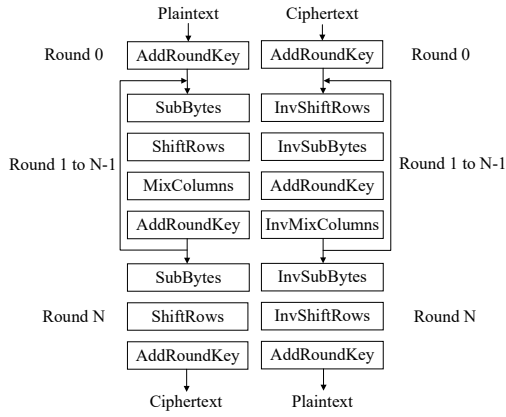 Plaintext
Ciphertext
Round 0
AddRoundKey
AddRoundKey
Round 0
SubBytes
InvShiftRows
ShiftRows
InvSubBytes
Round 1 to N-1
Round 1 to N-1
MixColumns
AddRoundKey
AddRoundKey
InvMixColumns
SubBytes
InvSubBytes
Round N
ShiftRows
InvShiftRows
Round N
AddRoundKey
AddRoundKey
Ciphertext
Plaintext